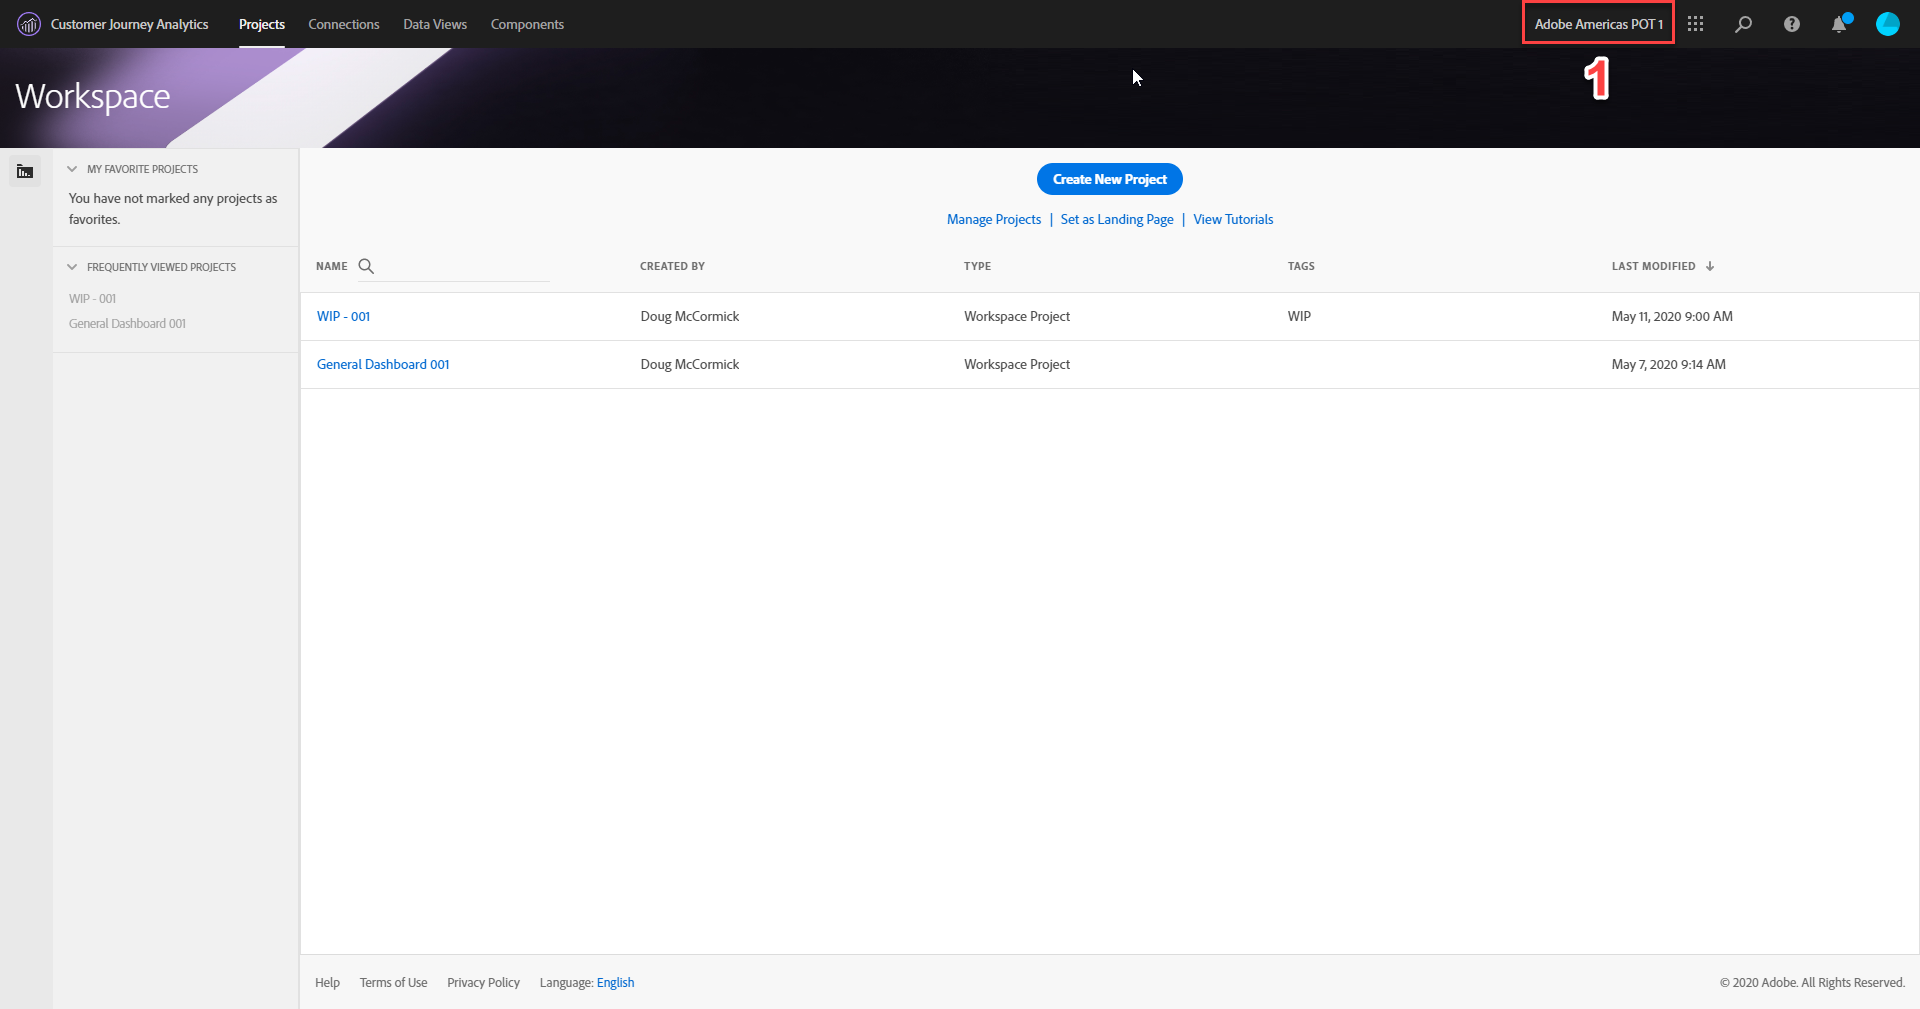 Customer Journey Analytics Projects Connections Data Views Components Adobe Americas POT 1
1
Workspace
MY FAVORITE PROJECTS
You have not marked any projects as
favorites.
FREQUENTLY VIEWED PROJECTS
WIP - 001
General Dashboard 001
Create New Project
Manage Projects | Set as Landing Page | View Tutorials
NAME CREATED BY TYPE TAGS LAST MODIFIED ↓
WIP - 001 Doug McCormick Workspace Project WIP May 11, 2020 9:00 AM
General Dashboard 001 Doug McCormick Workspace Project May 7, 2020 9:14 AM
Help Terms of Use Privacy Policy Language: English © 2020 Adobe. All Rights Reserved.